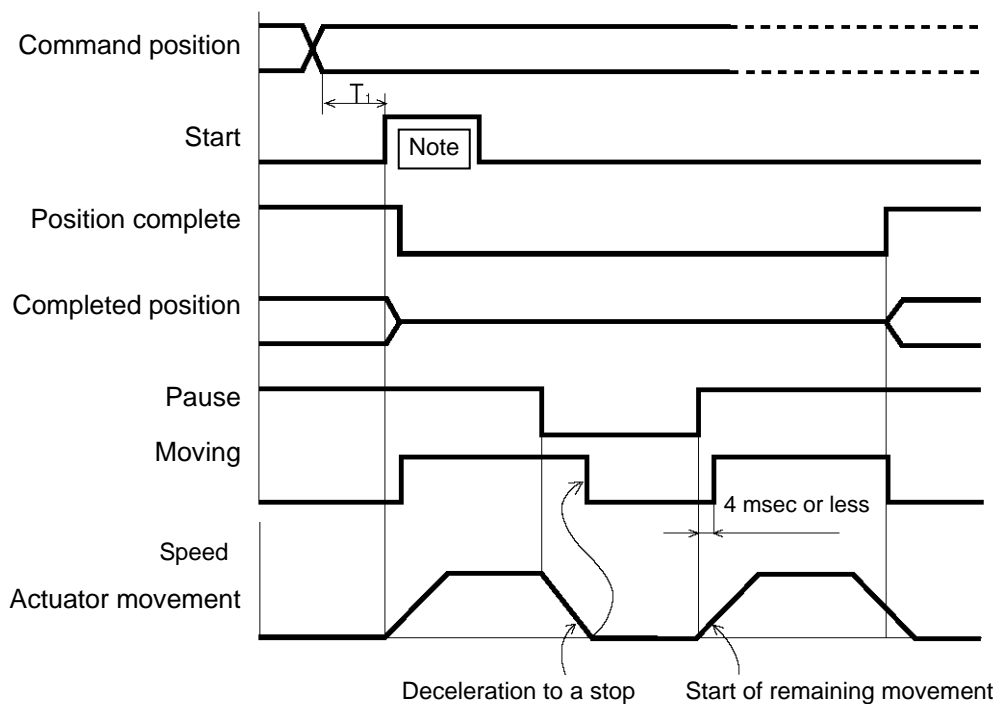 Command position
T1
Start
Note
Position complete
Completed position
Pause
Moving
4 msec or less
Speed
Actuator movement
Deceleration to a stop
Start of remaining movement